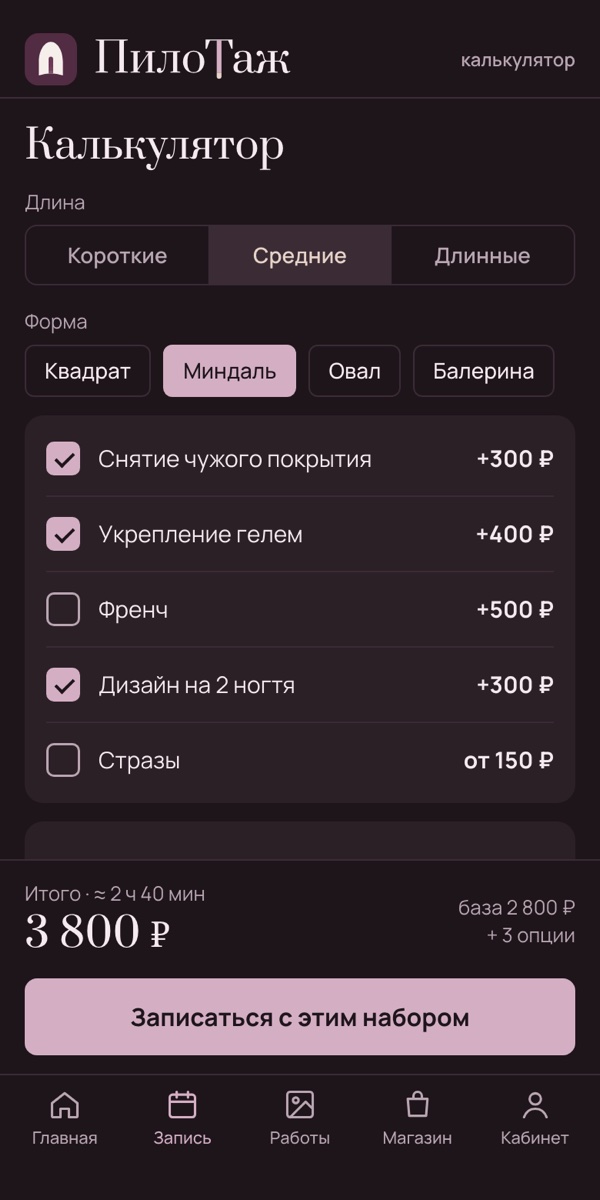 ПилоТаж
калькулятор
Калькулятор
Длина
Короткие
Средние
Длинные
Форма
Квадрат
Миндаль
Овал
Балерина
Снятие чужого покрытия +300 ₽
Укрепление гелем +400 ₽
Френч +500 ₽
Дизайн на 2 ногтя +300 ₽
Стразы от 150 ₽
Итого · ≈ 2 ч 40 мин
3 800 ₽
база 2 800 ₽
+ 3 опции
Записаться с этим набором
Главная
Запись
Работы
Магазин
Кабинет